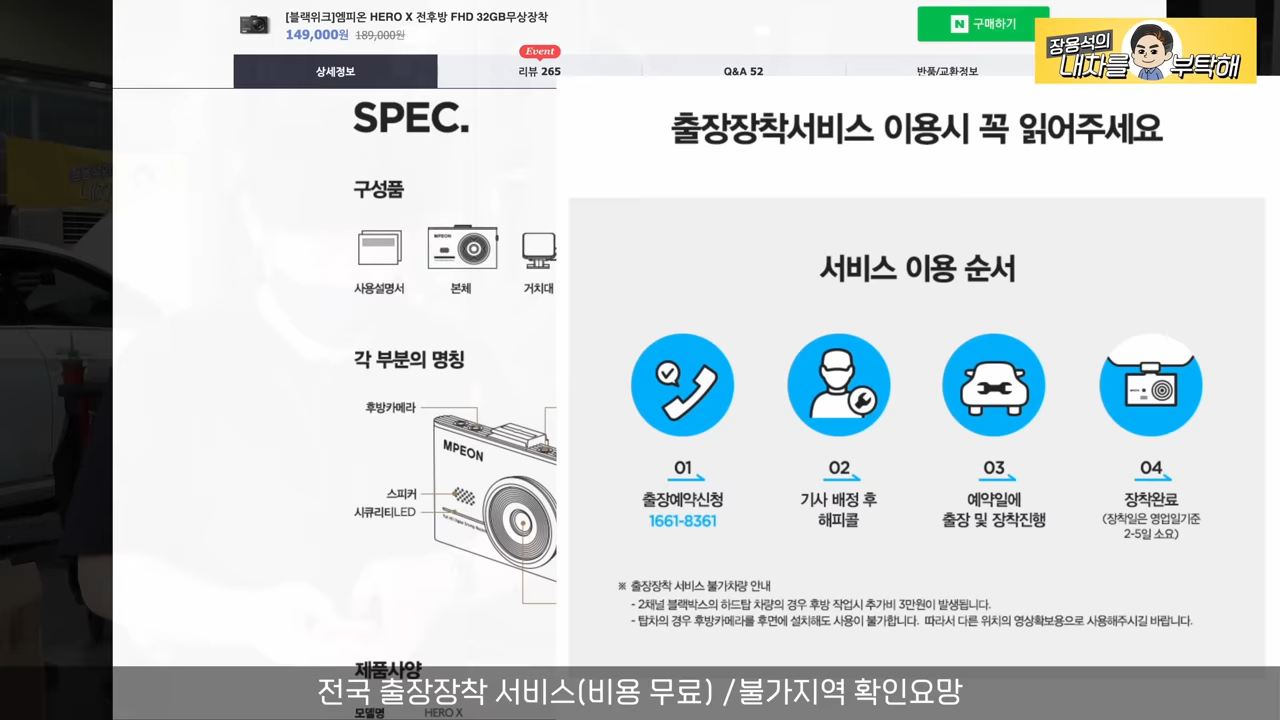 [블랙위크]엠피온 HERO X 전후방 FHD 32GB무상장착
149,000원 189,000원
N 구매하기
장용석의
내차를 부탁해
Event
상세정보
리뷰 265
Q&A 52
반품/교환정보
SPEC.
구성품
사용설명서
MPEON
본체
거치대
각 부분의 명칭
후방카메라
MPEON
스피커
시큐리티LED
제품사양
모델명 HERO X
출장장착서비스 이용시 꼭 읽어주세요
서비스 이용 순서
01
출장예약신청
1661-8361
02
기사 배정 후
해피콜
03
예약일에
출장 및 장착진행
04
장착완료
(장착일은 영업일기준
2-5일 소요)
※ 출장장착 서비스 불가차량 안내
- 2채널 블랙박스의 하드탑 차량의 경우 후방 작업시 추가비 3만원이 발생됩니다.
- 탑차의 경우 후방카메라를 후면에 설치해도 사용이 불가합니다. 따라서 다른 위치의 영상확보용으로 사용해주시길 바랍니다.
전국 출장장착 서비스(비용 무료) /불가지역 확인요망